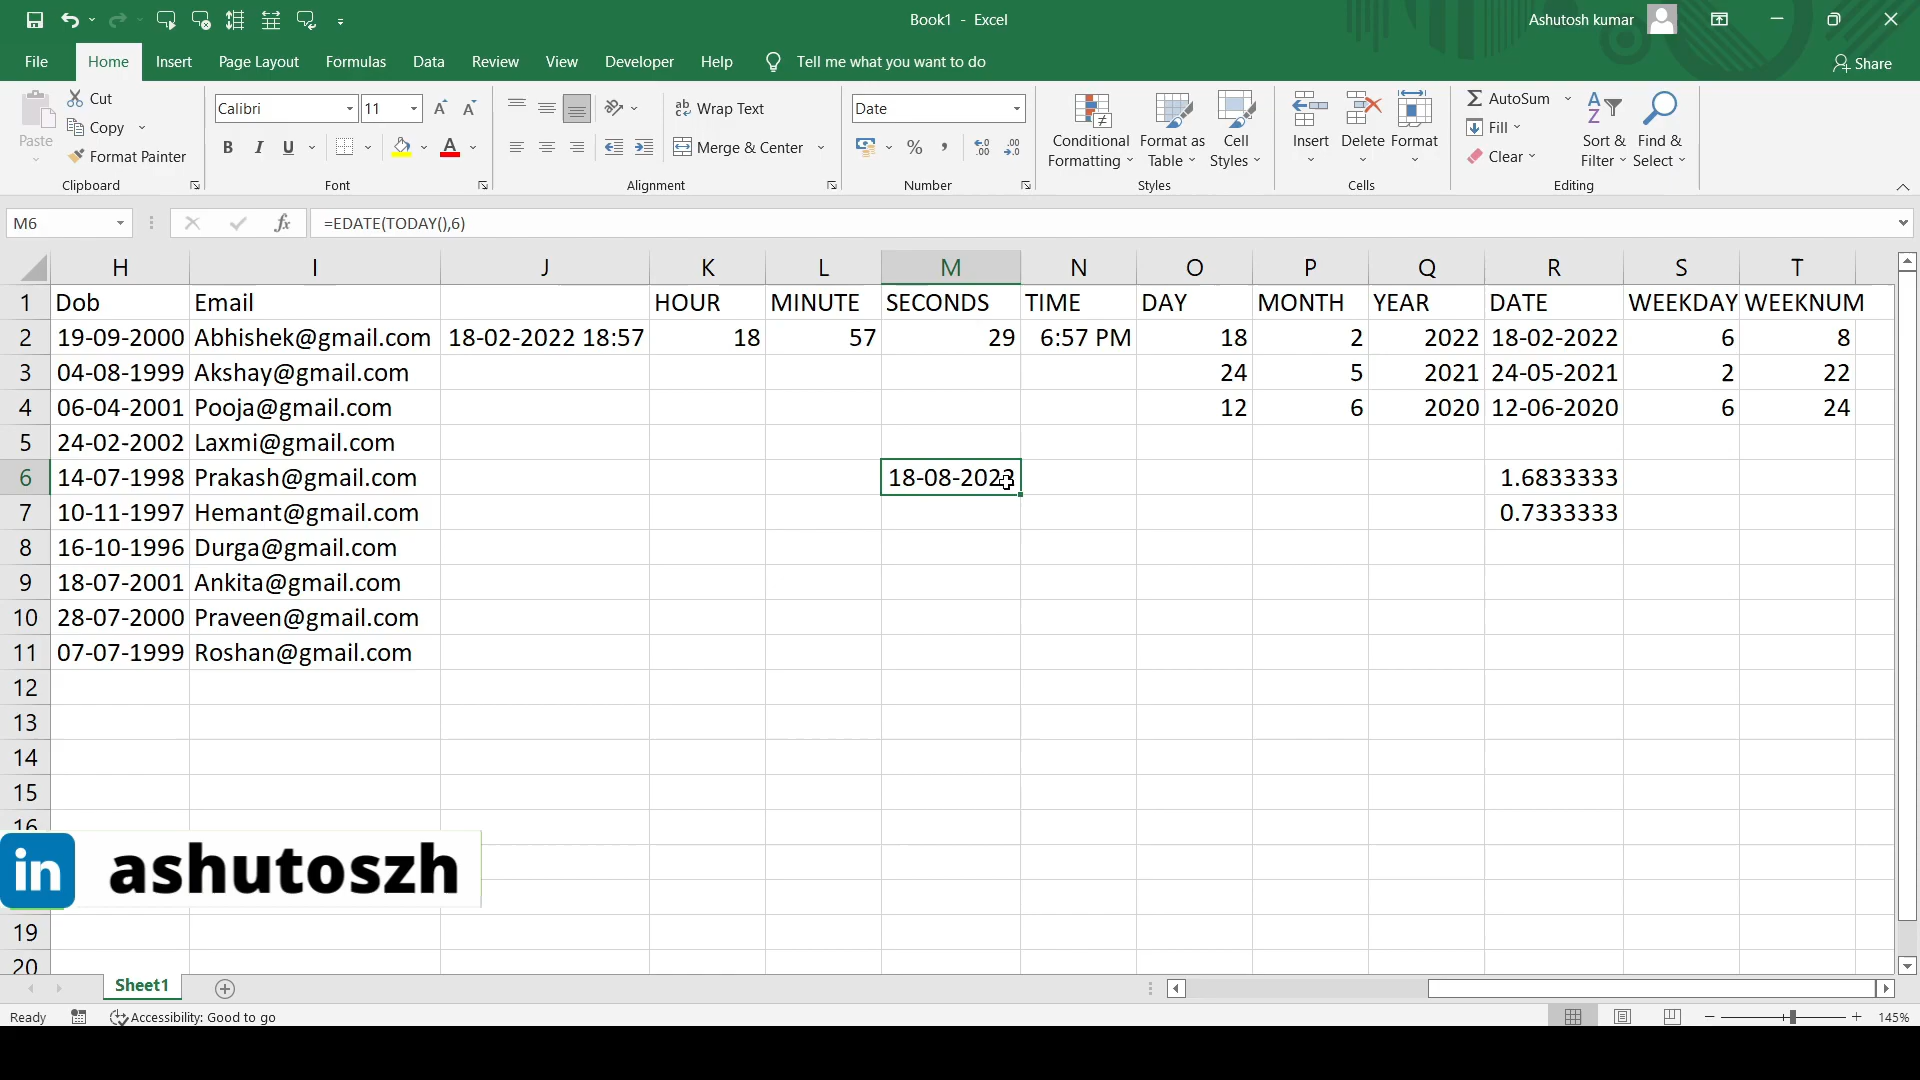 Book1 - Excel
Ashutosh kumar
File Home Insert Page Layout Formulas Data Review View Developer Help Tell me what you want to do
Share
Paste
Cut
Copy
Format Painter
Clipboard
Calibri 11
B I U
Font
Wrap Text
Merge & Center
Alignment
Date
%
Number
Conditional Formatting
Format as Table
Cell Styles
Styles
Insert Delete Format
Cells
AutoSum
Fill
Clear
Sort & Filter
Find & Select
Editing
M6 fx =EDATE(TODAY(),6)
H I J K L M N O P Q R S T
1 Dob Email HOUR MINUTE SECONDS TIME DAY MONTH YEAR DATE WEEKDAY WEEKNUM
2 19-09-2000 Abhishek@gmail.com 18-02-2022 18:57 18 57 29 6:57 PM 18 2 2022 18-02-2022 6 8
3 04-08-1999 Akshay@gmail.com 24 5 2021 24-05-2021 2 22
4 06-04-2001 Pooja@gmail.com 12 6 2020 12-06-2020 6 24
5 24-02-2002 Laxmi@gmail.com
6 14-07-1998 Prakash@gmail.com 1.6833333
7 10-11-1997 Hemant@gmail.com 0.7333333
8 16-10-1996 Durga@gmail.com
9 18-07-2001 Ankita@gmail.com
10 28-07-2000 Praveen@gmail.com
11 07-07-1999 Roshan@gmail.com
12
13
14
15
16
in ashutoszh
19
20
Sheet1
Ready Accessibility: Good to go 145%